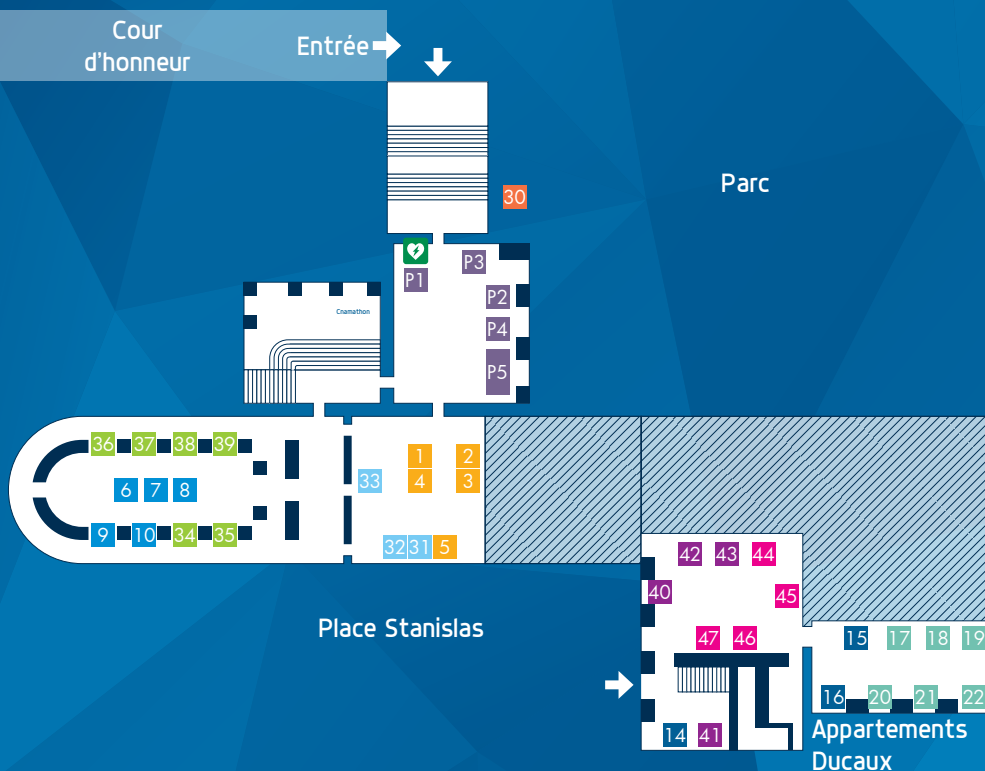 Cour
d'honneur
Entrée
Parc
30
P3
P1
P2
P4
P5
Cnamathon
36 37 38 39
1 2
33 4 3
6 7 8
9 10 34 35
32 31 5
42 43 44
40 45
47 46
Place Stanislas
15 17 18 19
16 20 21 22
14 41
Appartements
Ducaux